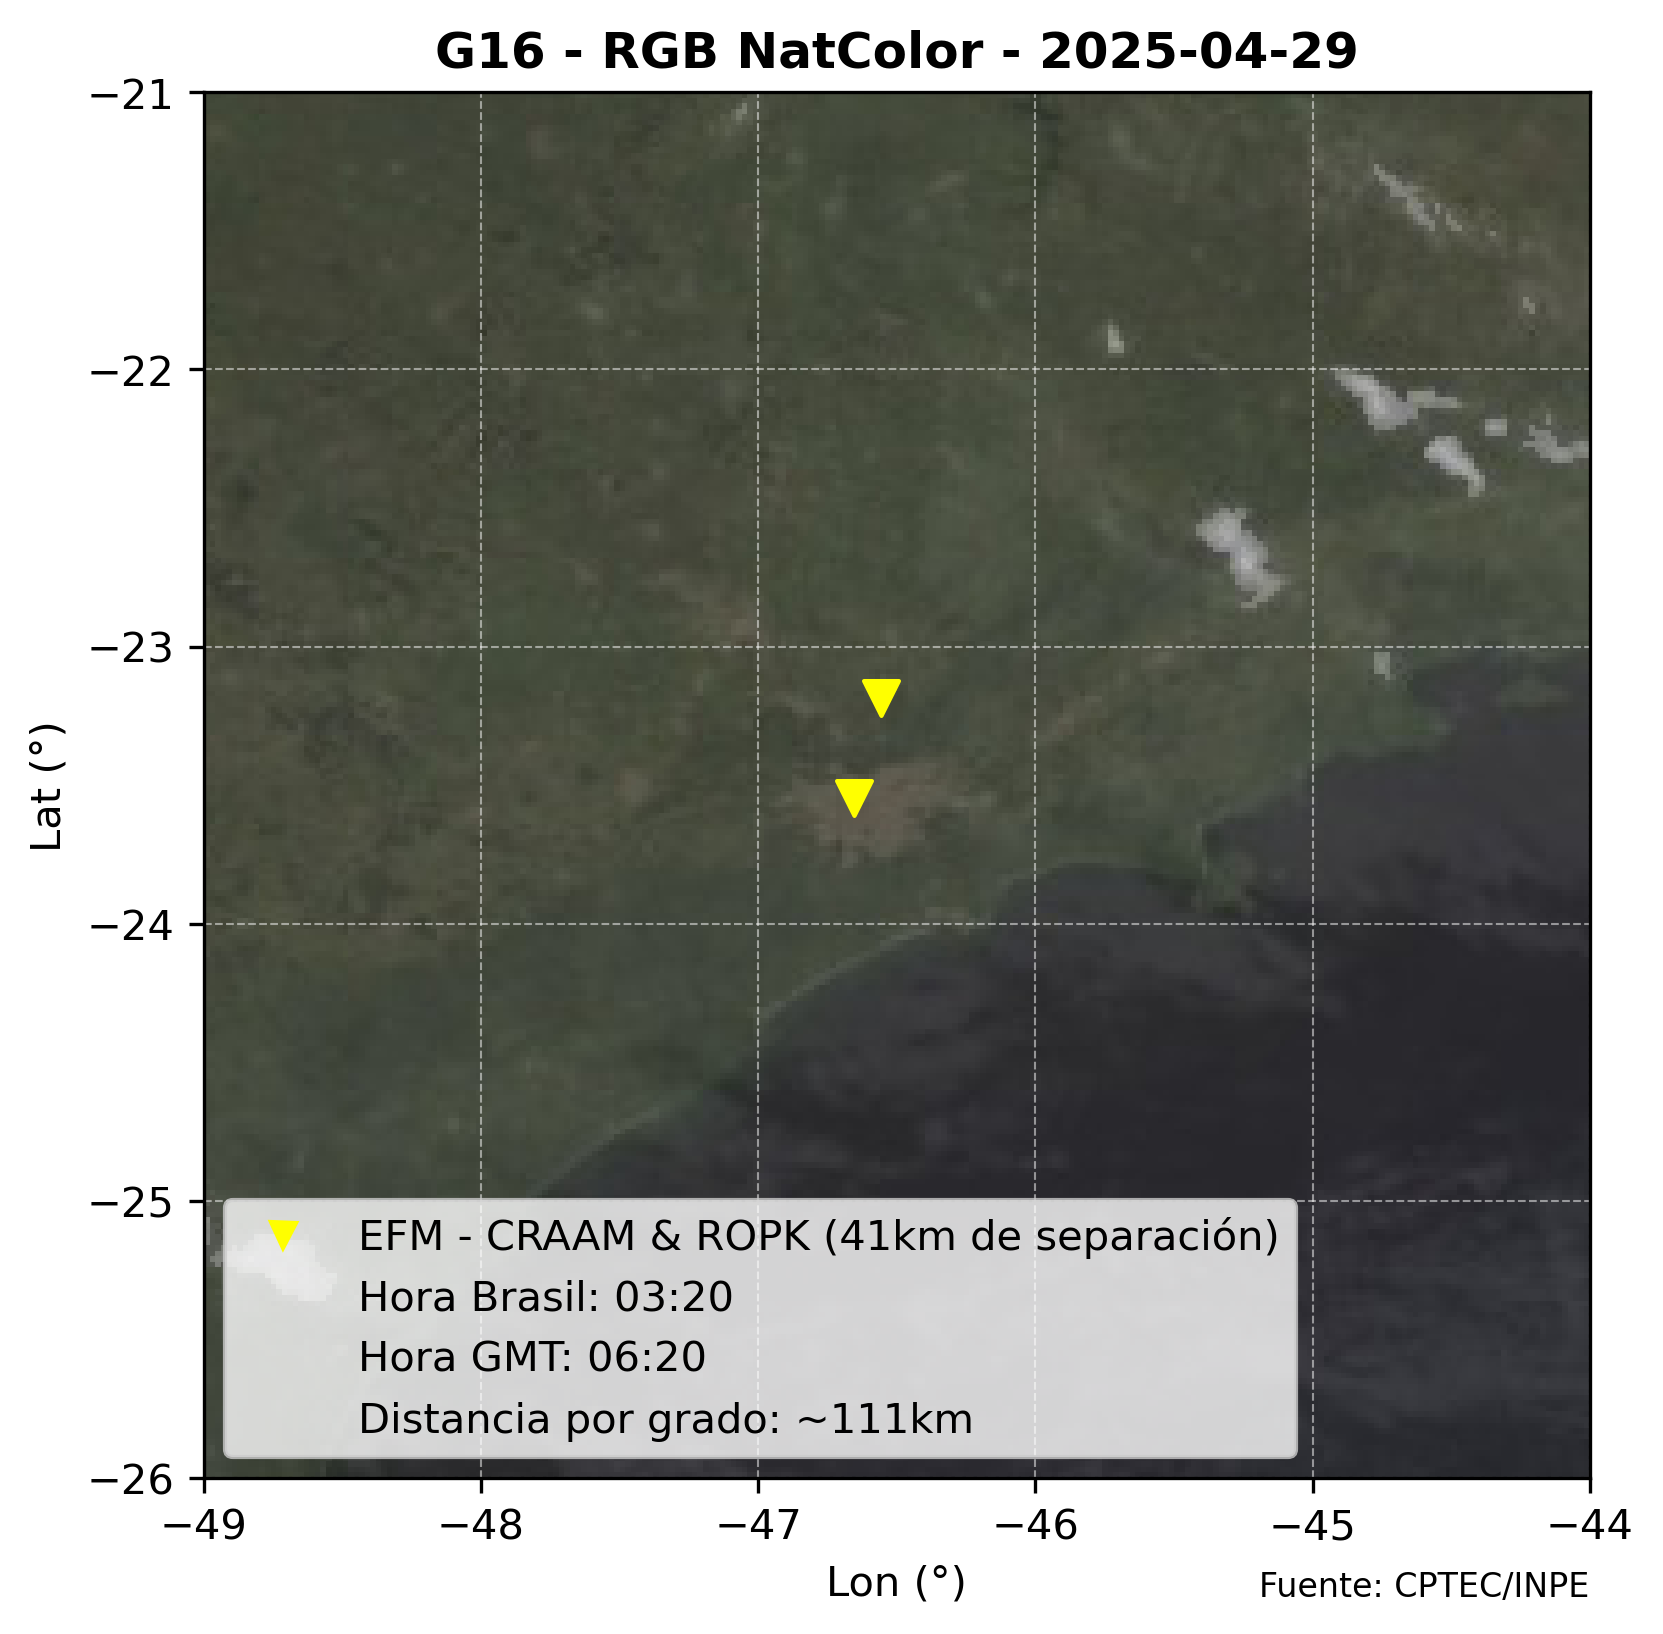 G16 - RGB NatColor - 2025-04-29
−21
−22
−23
−24
−25
−26
Lat (°)
EFM - CRAAM & ROPK (41km de separación)
Hora Brasil: 03:20
Hora GMT: 06:20
Distancia por grado: ~111km
−49 −48 −47 −46 −45 −44
Lon (°)
Fuente: CPTEC/INPE